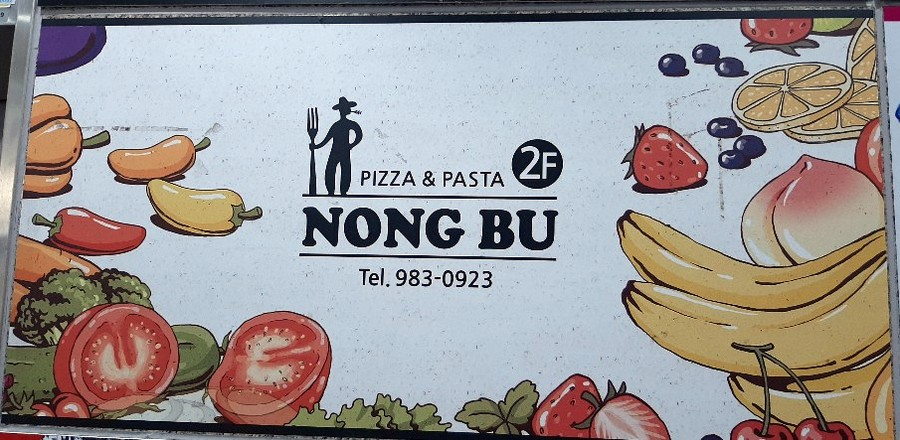 PIZZA & PASTA 2F
NONG BU
Tel. 983-0923